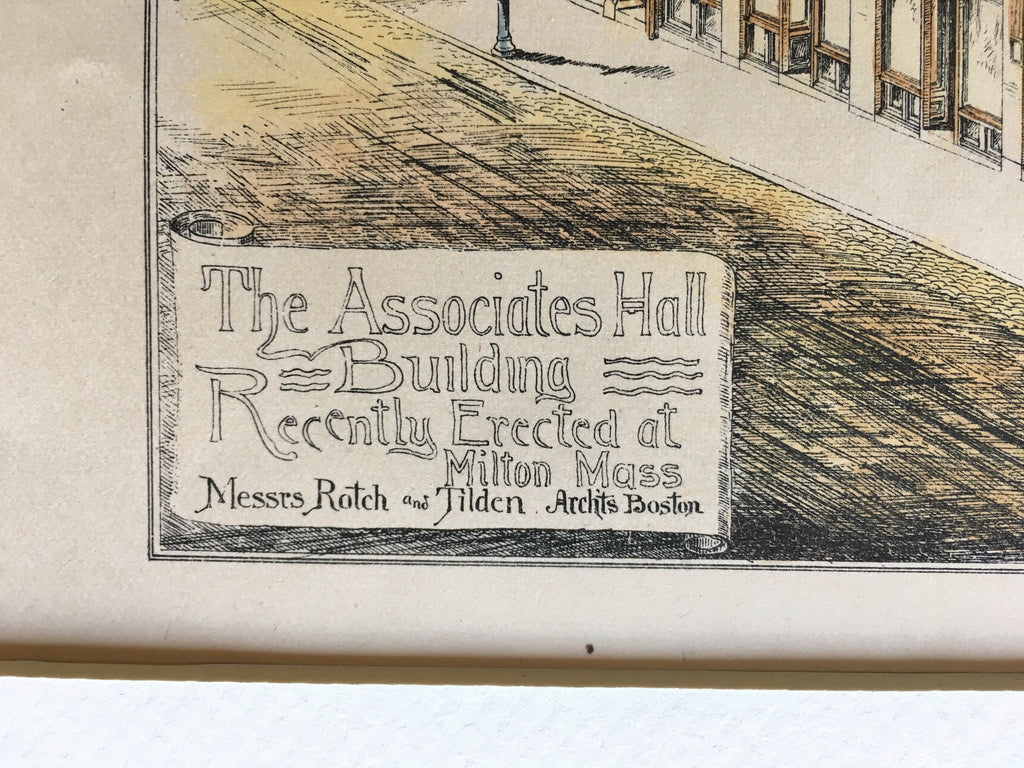 The Associates Hall
Building
Recently Erected at
Milton Mass
Messrs Rotch and Tilden. Archts Boston